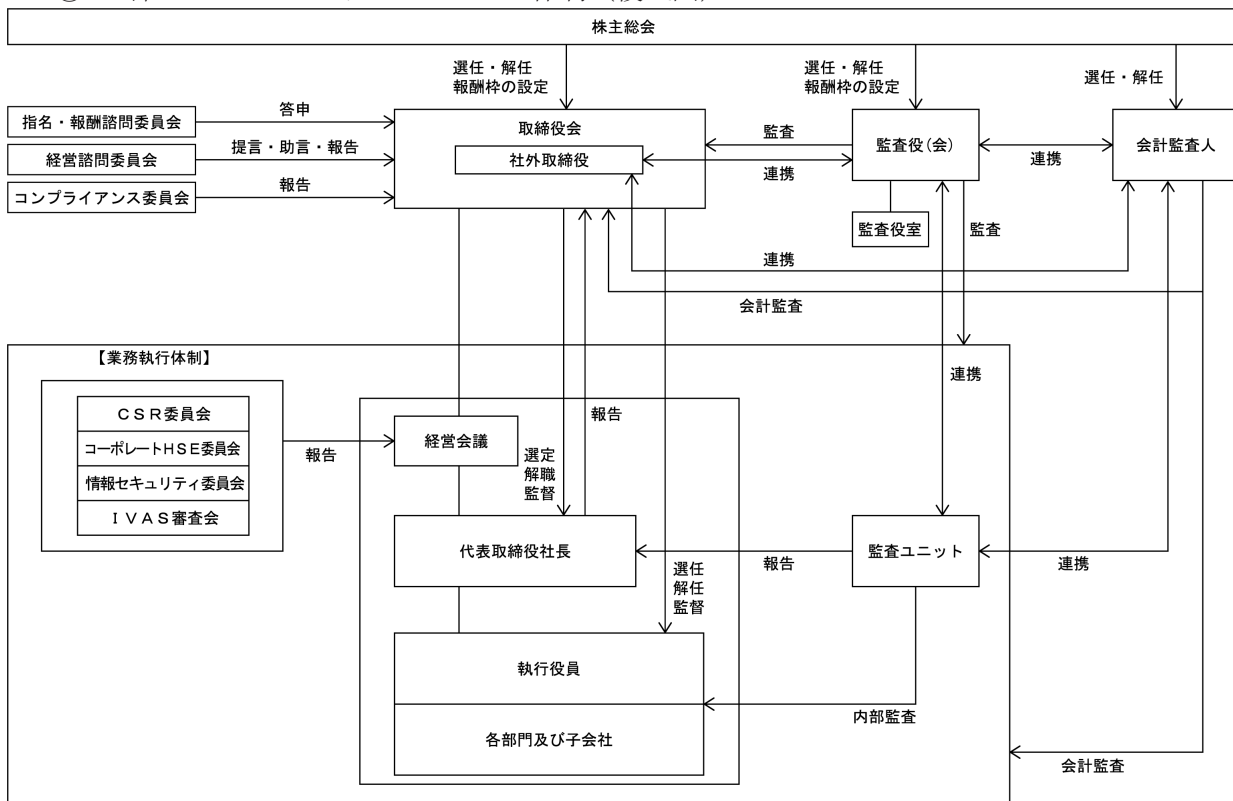 株主総会
選任・解任
報酬枠の設定
選任・解任
報酬枠の設定
選任・解任
指名・報酬諮問委員会
答申
経営諮問委員会
提言・助言・報告
コンプライアンス委員会
報告
取締役会
社外取締役
監査
連携
監査役(会)
連携
会計監査人
監査役室
監査
連携
会計監査
【業務執行体制】
CSR委員会
コーポレートHSE委員会
情報セキュリティ委員会
IVAS審査会
報告
経営会議
選定
解職
監督
報告
連携
代表取締役社長
報告
監査ユニット
連携
選任
解任
監督
執行役員
各部門及び子会社
内部監査
会計監査